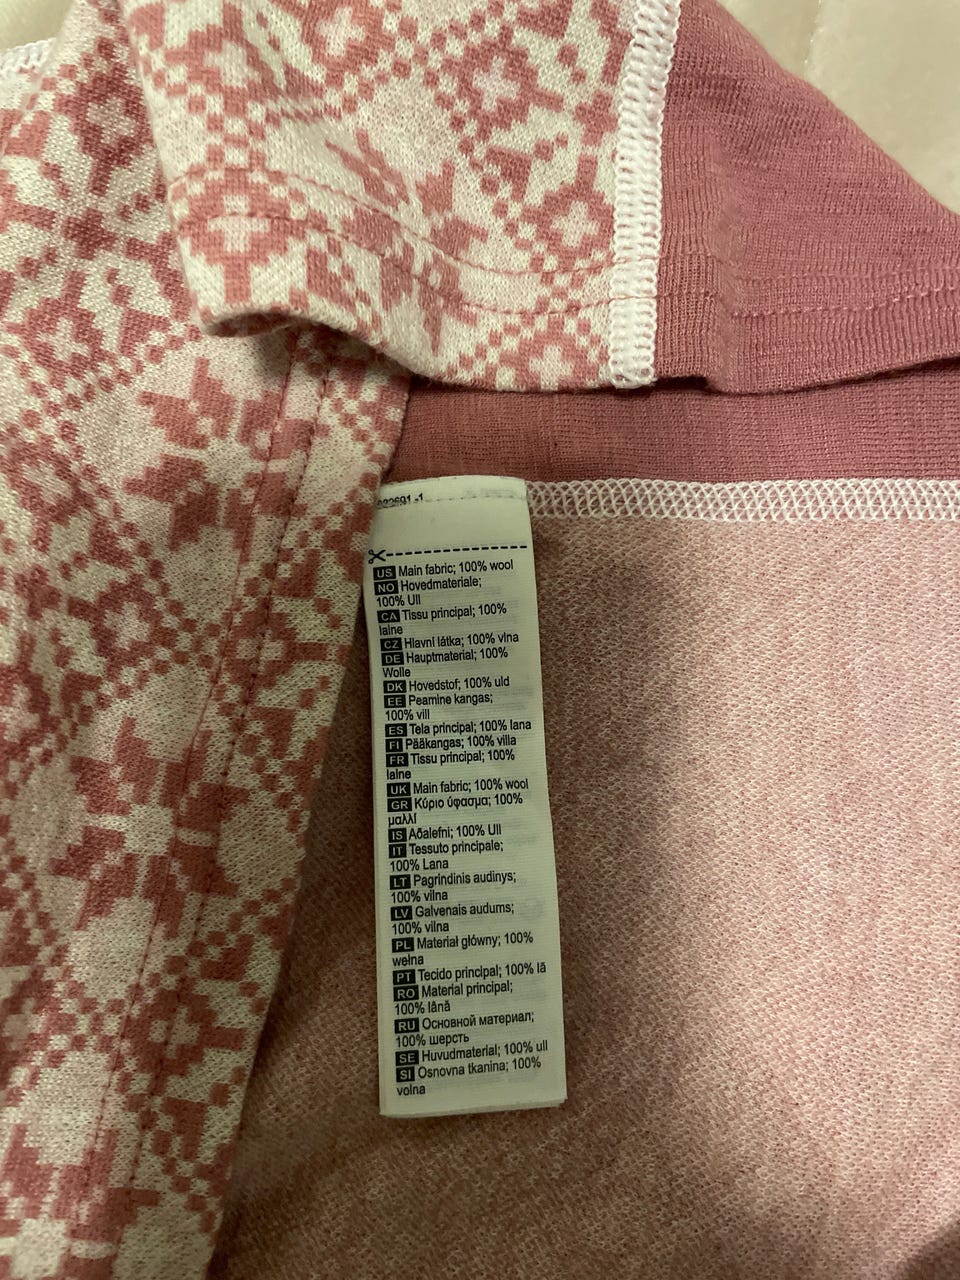 US Main fabric; 100% wool
NO Hovedmateriale;
100% Ull
CA Tissu principal; 100%
laine
CZ Hlavní látka; 100% vlna
DE Hauptmaterial; 100%
Wolle
DK Hovedstof; 100% uld
EE Peamine kangas;
100% vill
ES Tela principal; 100% lana
FI Pääkangas; 100% villa
FR Tissu principal; 100%
laine
UK Main fabric; 100% wool
GR Κύριο ύφασμα; 100%
μαλλί
IS Aðalefni; 100% Ull
IT Tessuto principale;
100% Lana
LT Pagrindinis audinys;
100% vilna
LV Galvenais audums;
100% vilna
PL Materiał główny; 100%
wełna
PT Tecido principal; 100% lã
RO Material principal;
100% lână
RU Основной материал;
100% шерсть
SE Huvudmaterial; 100% ull
SI Osnovna tkanina; 100%
volna